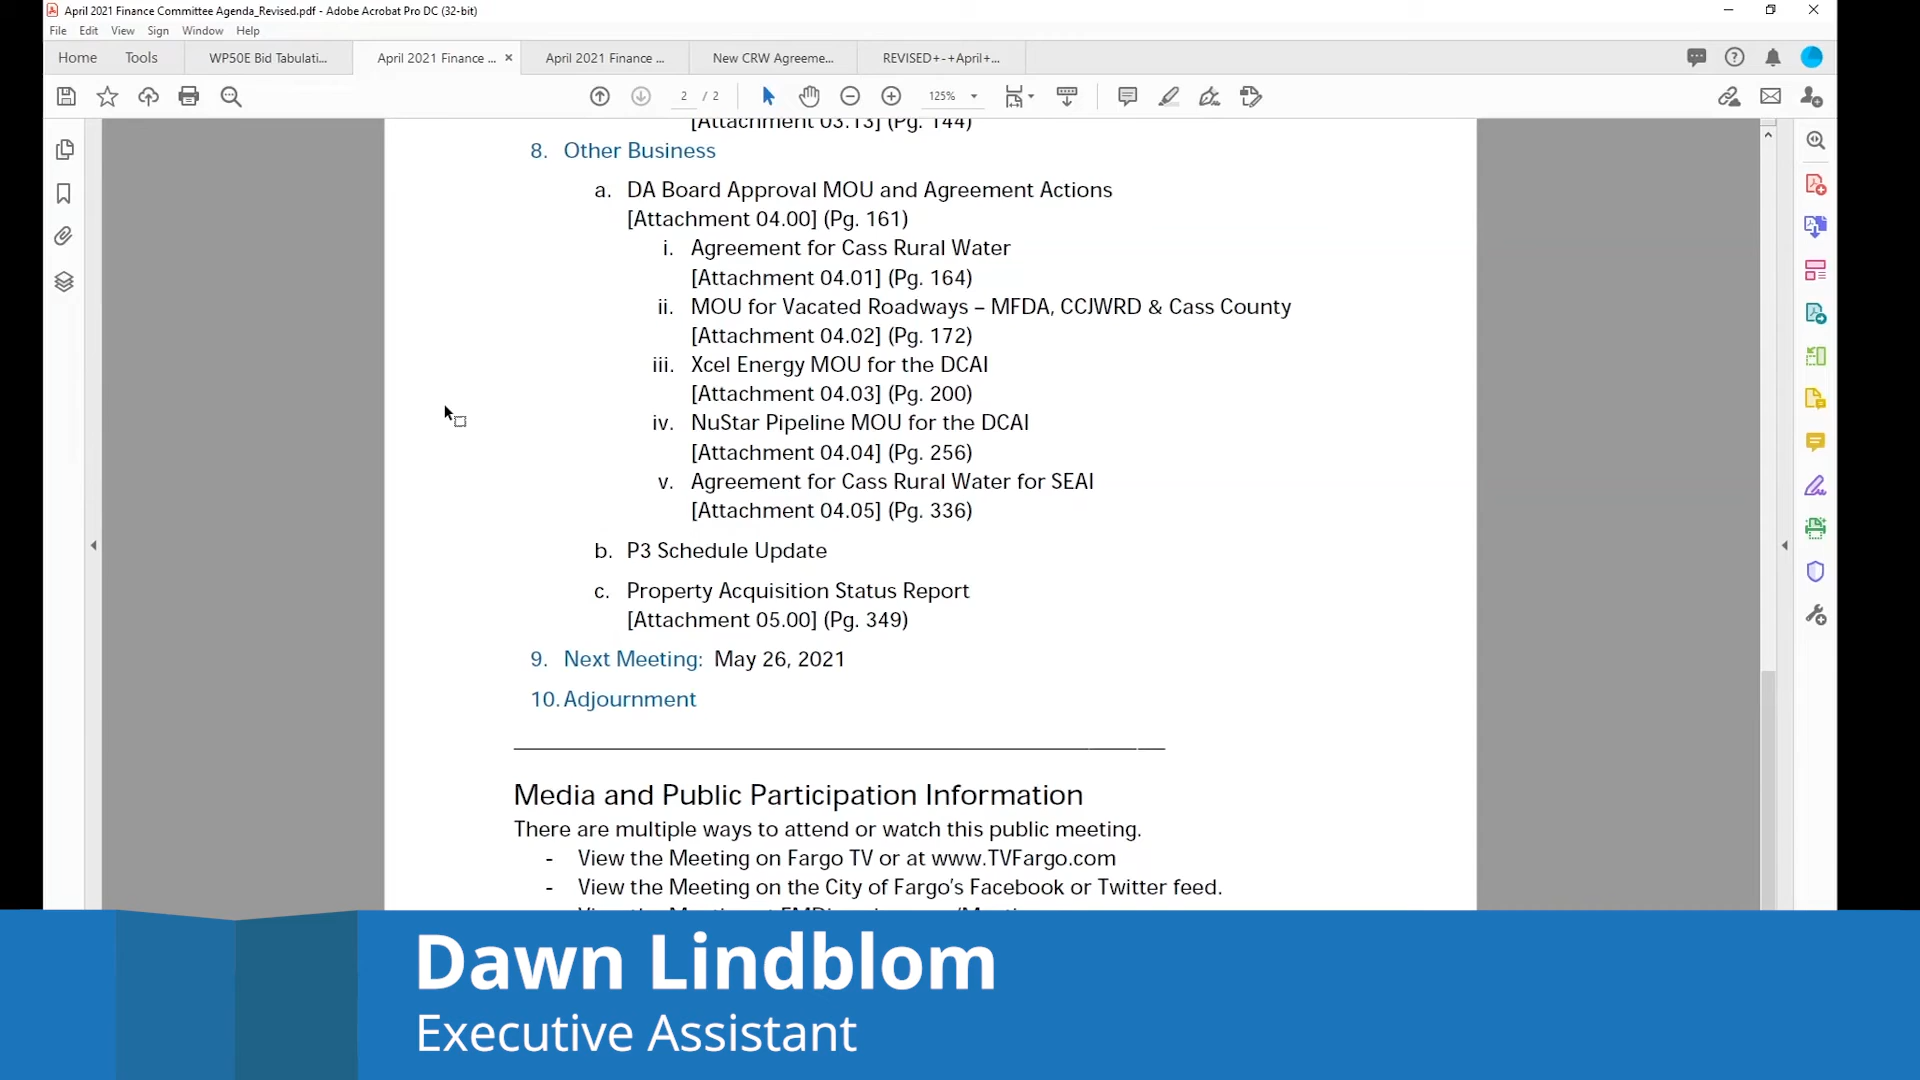 April 2021 Finance Committee Agenda_Revised.pdf - Adobe Acrobat Pro DC (32-bit)
File Edit View Sign Window Help
Home Tools WP50E Bid Tabulati... April 2021 Finance ... × April 2021 Finance ... New CRW Agreeme... REVISED+-+April+...
2 / 2 125%
[Attachment 03.13] (Pg. 144)
8. Other Business
a. DA Board Approval MOU and Agreement Actions
[Attachment 04.00] (Pg. 161)
i. Agreement for Cass Rural Water
[Attachment 04.01] (Pg. 164)
ii. MOU for Vacated Roadways – MFDA, CCJWRD & Cass County
[Attachment 04.02] (Pg. 172)
iii. Xcel Energy MOU for the DCAI
[Attachment 04.03] (Pg. 200)
iv. NuStar Pipeline MOU for the DCAI
[Attachment 04.04] (Pg. 256)
v. Agreement for Cass Rural Water for SEAI
[Attachment 04.05] (Pg. 336)
b. P3 Schedule Update
c. Property Acquisition Status Report
[Attachment 05.00] (Pg. 349)
9. Next Meeting: May 26, 2021
10. Adjournment
Media and Public Participation Information
There are multiple ways to attend or watch this public meeting.
- View the Meeting on Fargo TV or at www.TVFargo.com
- View the Meeting on the City of Fargo's Facebook or Twitter feed.
Dawn Lindblom
Executive Assistant